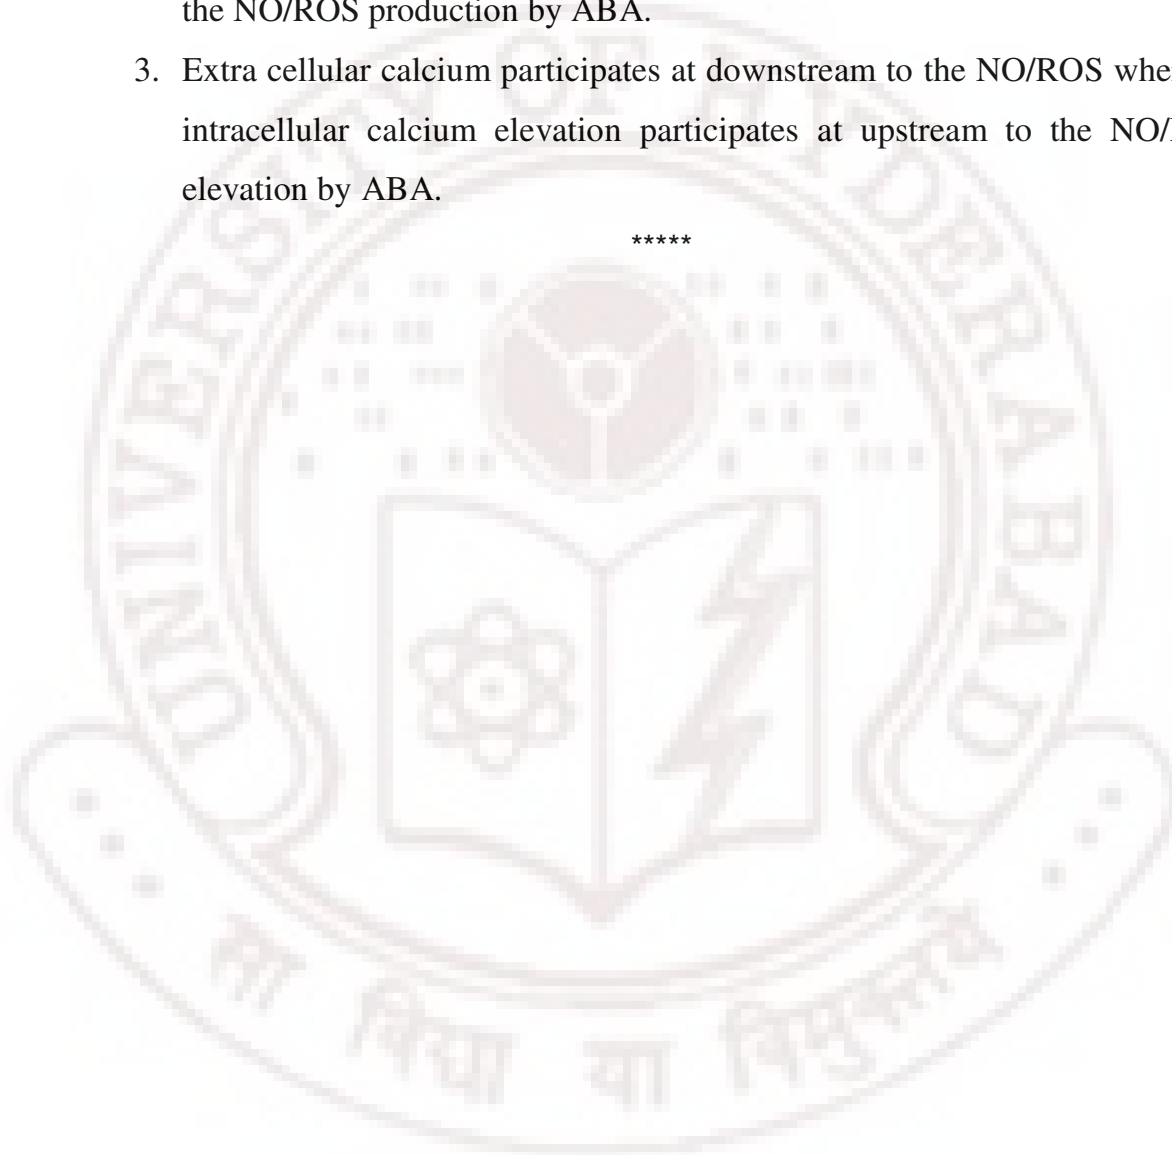 the NO/ROS production by ABA.
3. Extra cellular calcium participates at downstream to the NO/ROS whe
intracellular calcium elevation participates at upstream to the NO/
elevation by ABA.
*****
UNIVERSITY OF HYDERABAD
सा विद्या या विमुक्तये